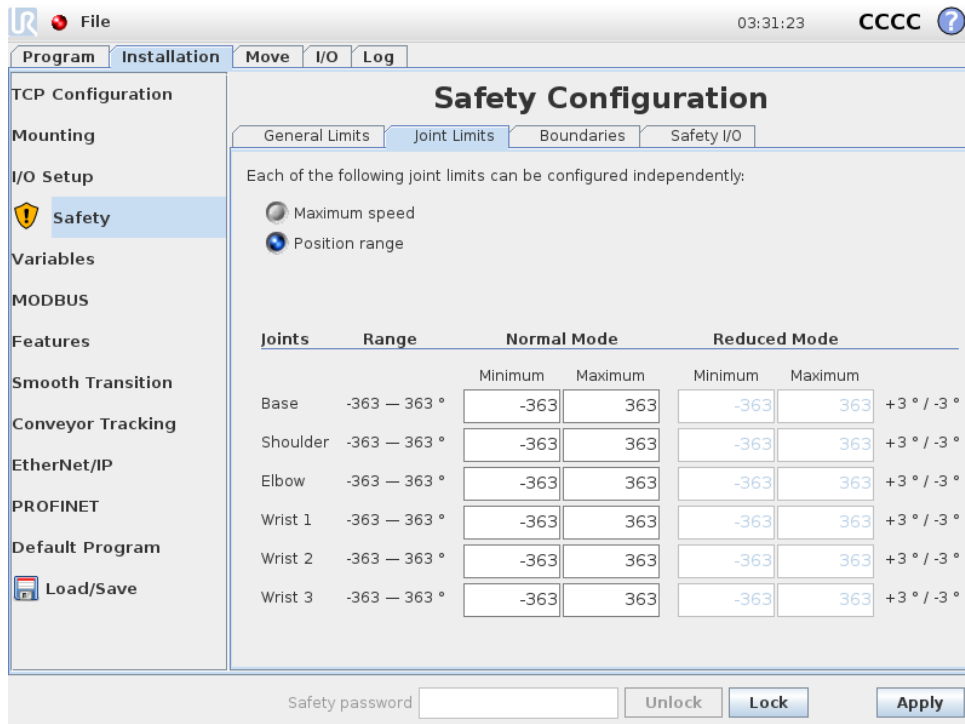 UR File 03:31:23 CCCC ?
Program Installation Move I/O Log
TCP Configuration
Mounting
I/O Setup
Safety
Variables
MODBUS
Features
Smooth Transition
Conveyor Tracking
EtherNet/IP
PROFINET
Default Program
Load/Save
Safety Configuration
General Limits Joint Limits Boundaries Safety I/O
Each of the following joint limits can be configured independently:
Maximum speed
Position range
Joints Range Normal Mode Reduced Mode
Minimum Maximum Minimum Maximum
Base -363 — 363 ° -363 363 -363 363 +3 ° / -3 °
Shoulder -363 — 363 ° -363 363 -363 363 +3 ° / -3 °
Elbow -363 — 363 ° -363 363 -363 363 +3 ° / -3 °
Wrist 1 -363 — 363 ° -363 363 -363 363 +3 ° / -3 °
Wrist 2 -363 — 363 ° -363 363 -363 363 +3 ° / -3 °
Wrist 3 -363 — 363 ° -363 363 -363 363 +3 ° / -3 °
Safety password Unlock Lock Apply